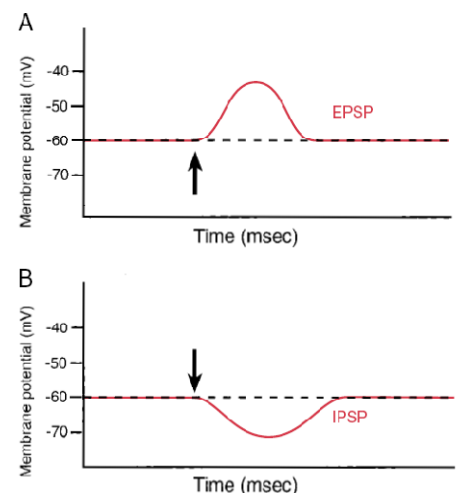 A
Membrane potential (mV)
-40
-50
-60
-70
EPSP
Time (msec)
B
Membrane potential (mV)
-40
-50
-60
-70
IPSP
Time (msec)